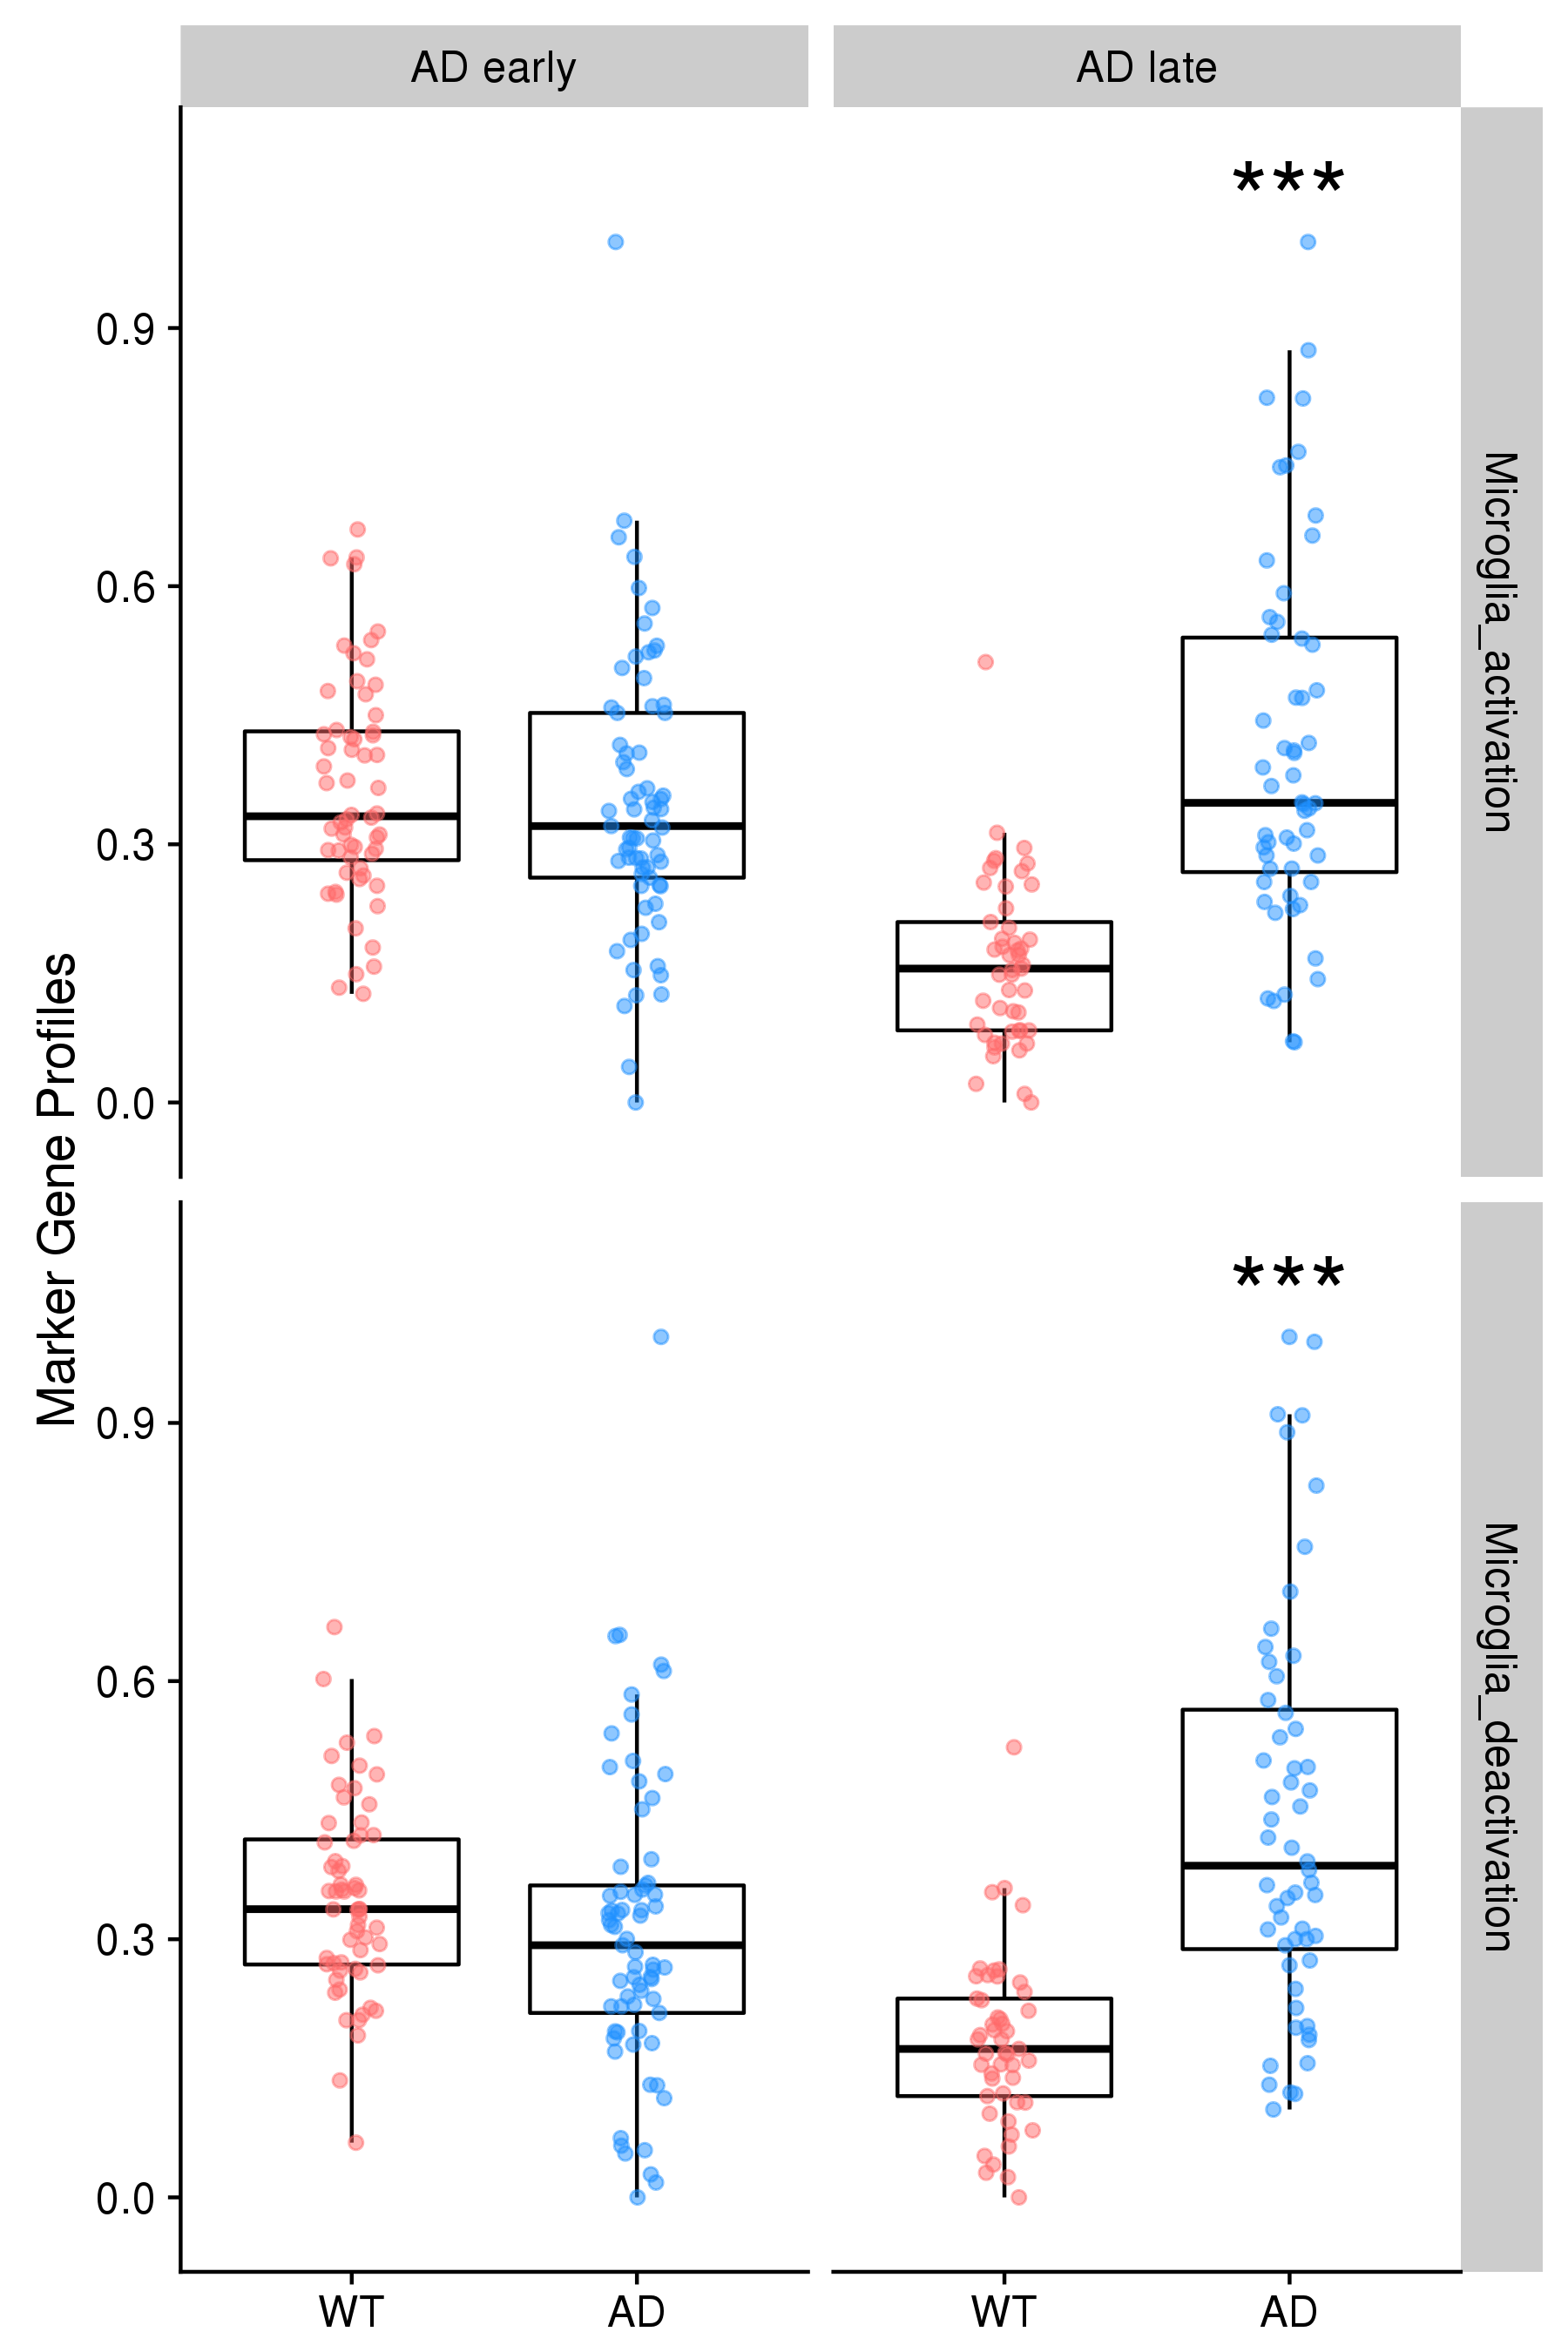 AD early
AD late
Marker Gene Profiles
***
0.9
0.6
0.3
0.0
Microglia_activation
***
0.9
0.6
0.3
0.0
Microglia_deactivation
WT
AD
WT
AD